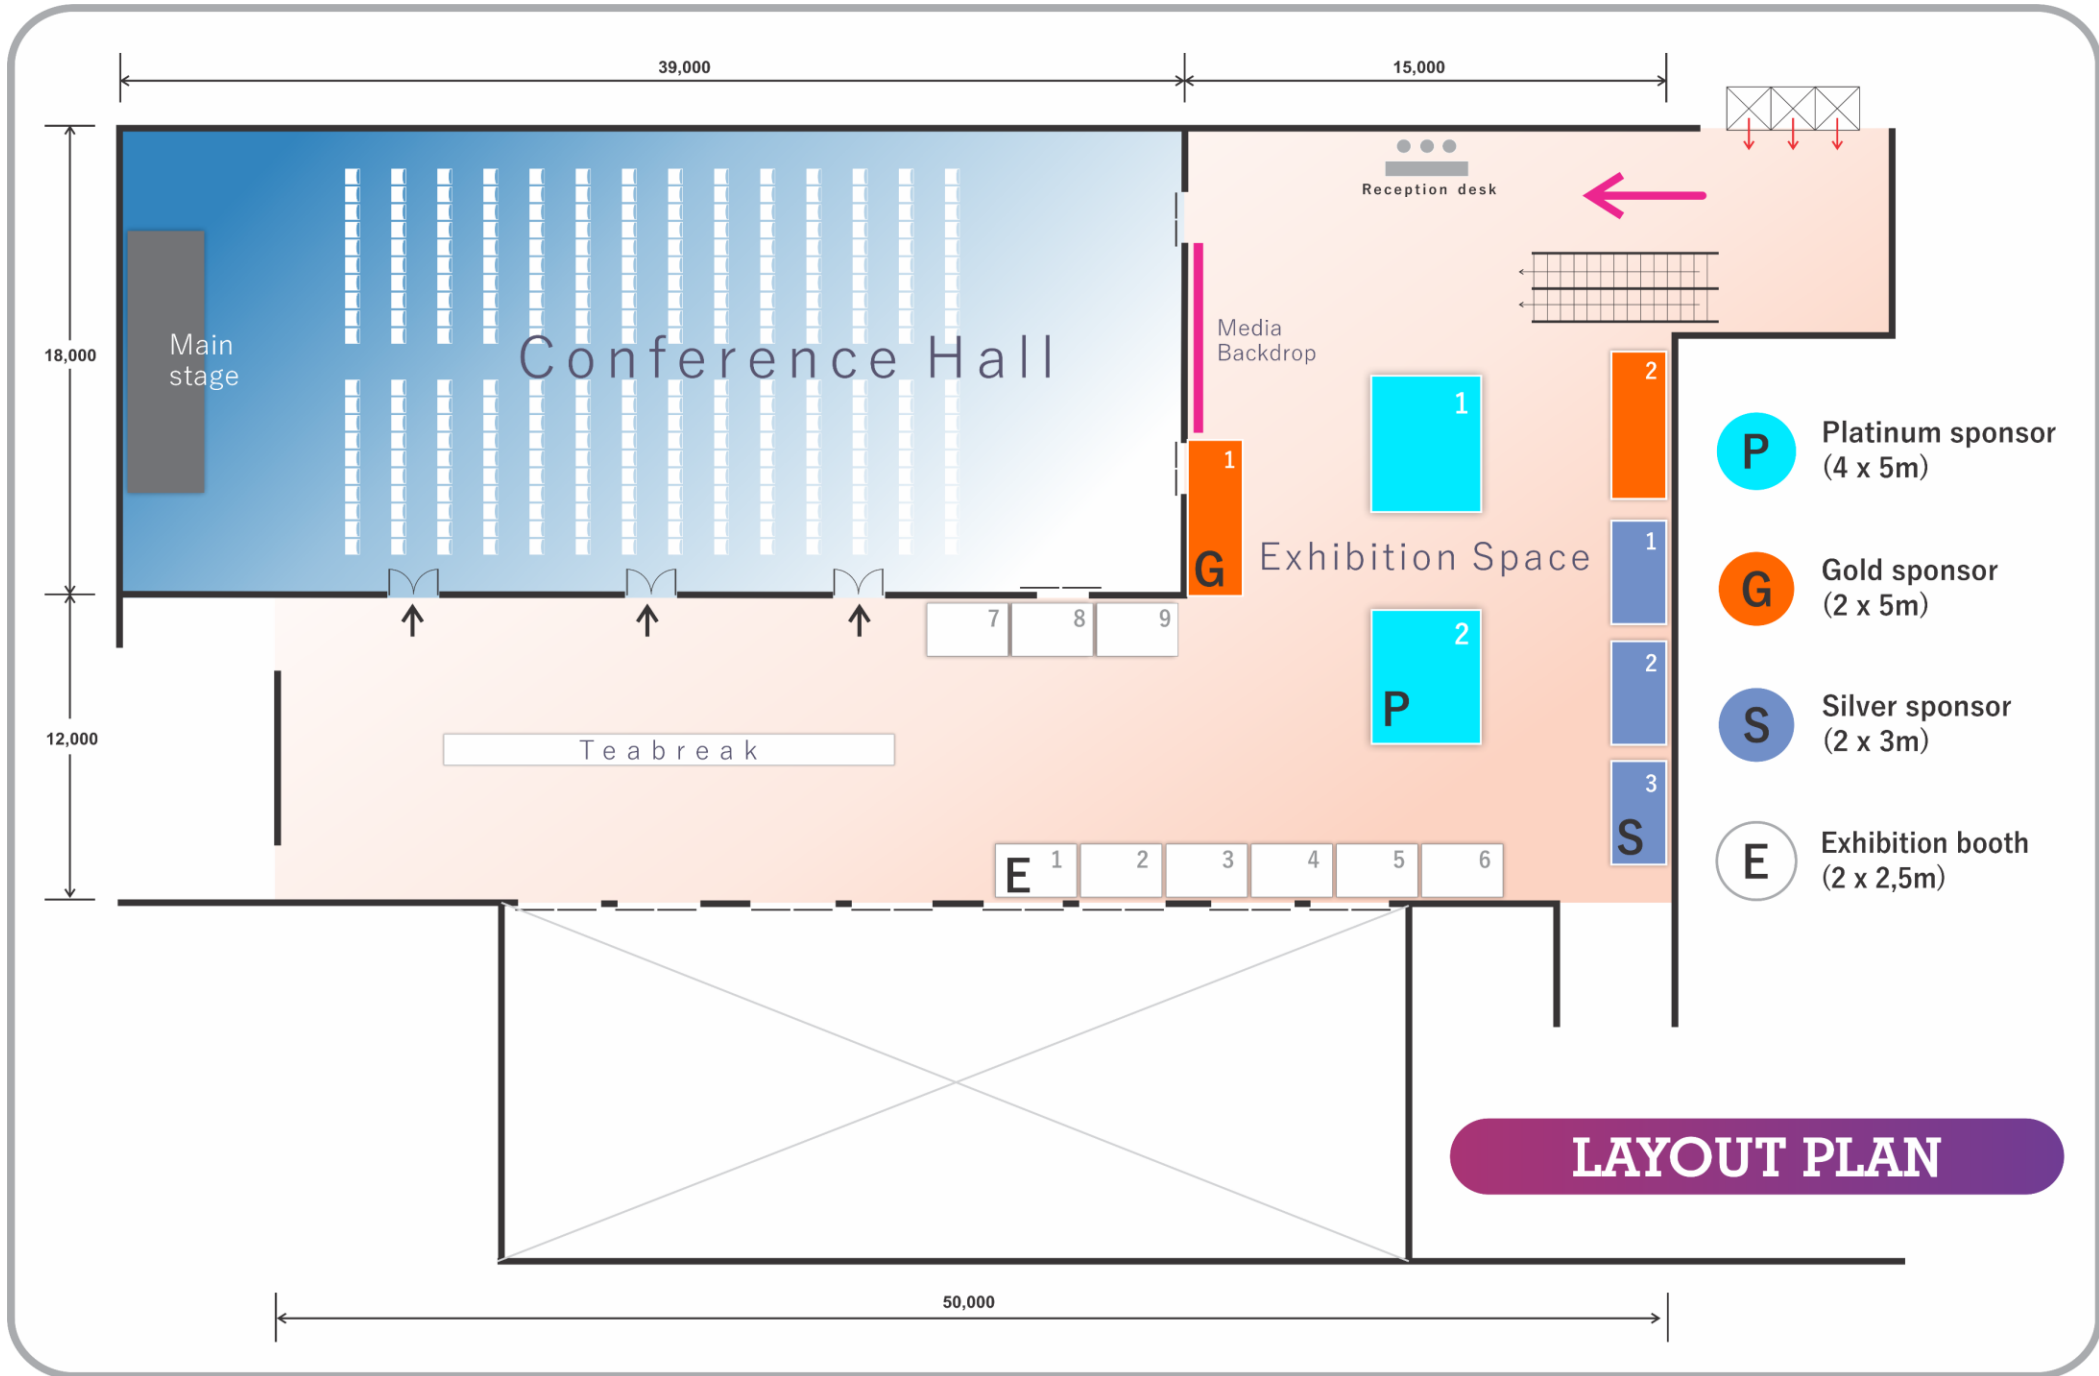 39,000
15,000
Reception desk
18,000
Main
stage
Conference Hall
Media
Backdrop
1
2
1
G
Exhibition Space
1
2
P
2
3
S
7
8
9
12,000
Teabreak
E
1
2
3
4
5
6
P
Platinum sponsor
(4 x 5m)
G
Gold sponsor
(2 x 5m)
S
Silver sponsor
(2 x 3m)
E
Exhibition booth
(2 x 2,5m)
LAYOUT PLAN
50,000